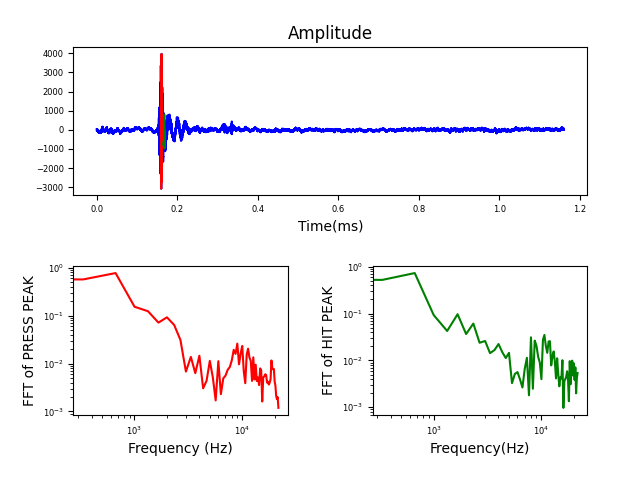 Amplitude
4000
3000
2000
1000
0
−1000
−2000
−3000
0.0 0.2 0.4 0.6 0.8 1.0 1.2
Time(ms)
FFT of PRESS PEAK
10⁰
10⁻¹
10⁻²
10⁻³
10³ 10⁴
Frequency (Hz)
FFT of HIT PEAK
10⁰
10⁻¹
10⁻²
10⁻³
10³ 10⁴
Frequency(Hz)